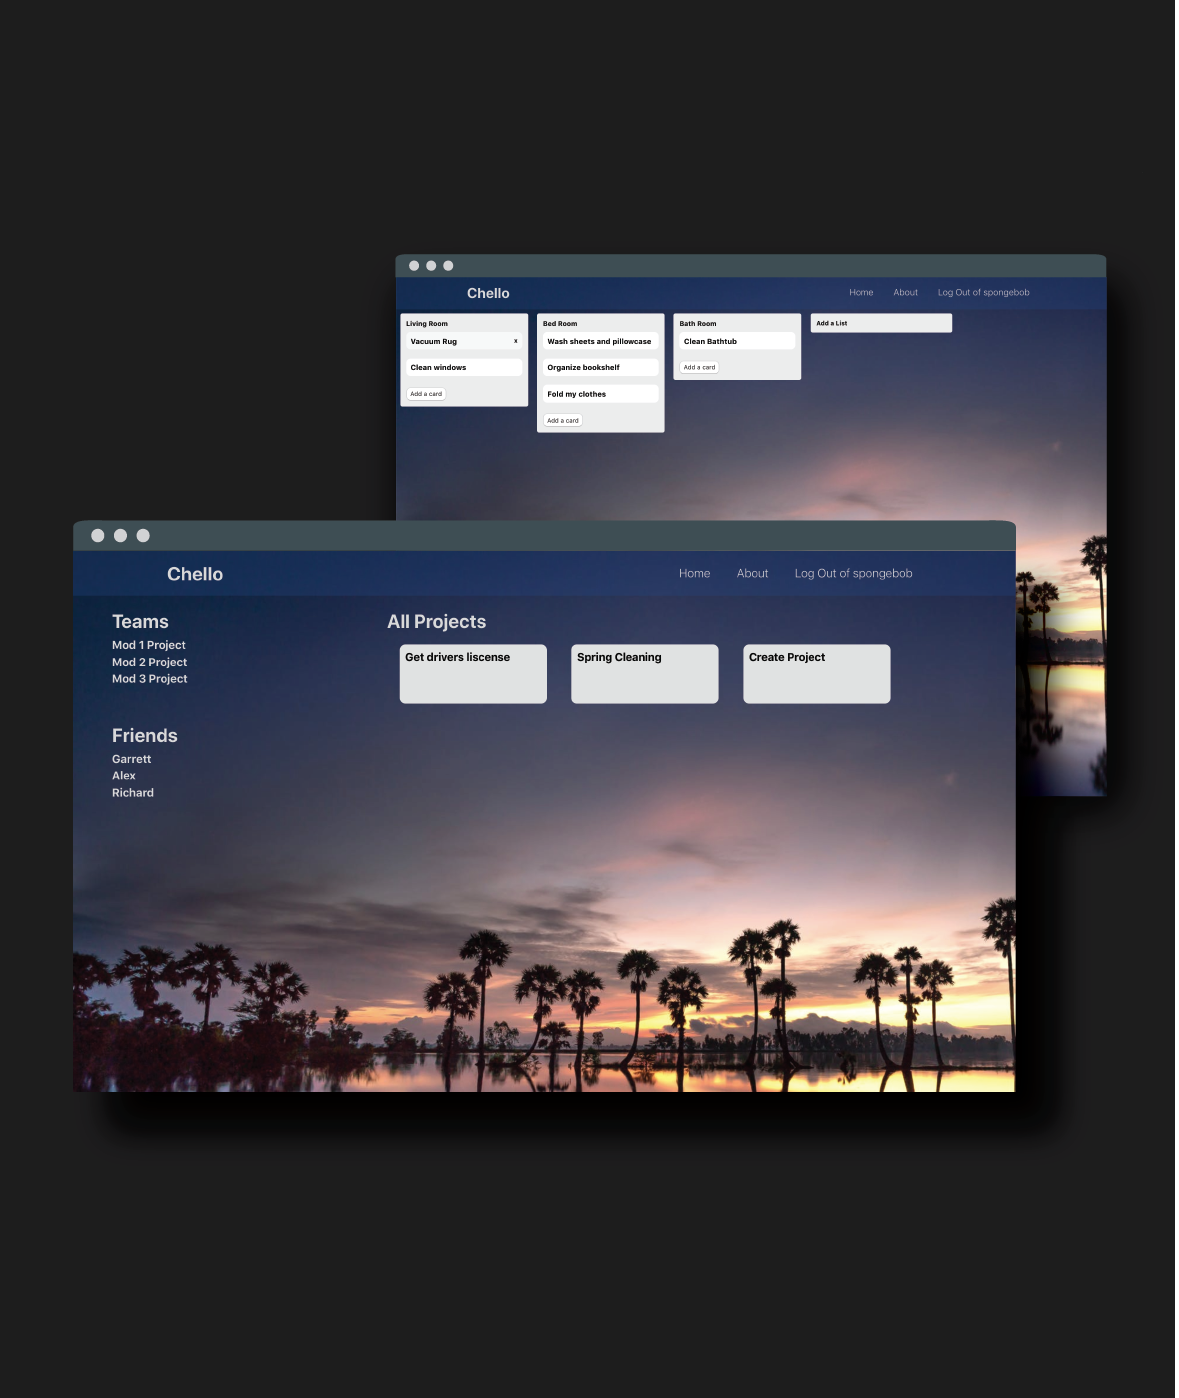 Chello
Home About Log Out of spongebob
Living Room
Vacuum Rug x
Clean windows
Add a card
Bed Room
Wash sheets and pillowcase
Organize bookshelf
Fold my clothes
Add a card
Bath Room
Clean Bathtub
Add a card
Add a List
Chello
Home About Log Out of spongebob
Teams
Mod 1 Project
Mod 2 Project
Mod 3 Project
Friends
Garrett
Alex
Richard
All Projects
Get drivers liscense
Spring Cleaning
Create Project